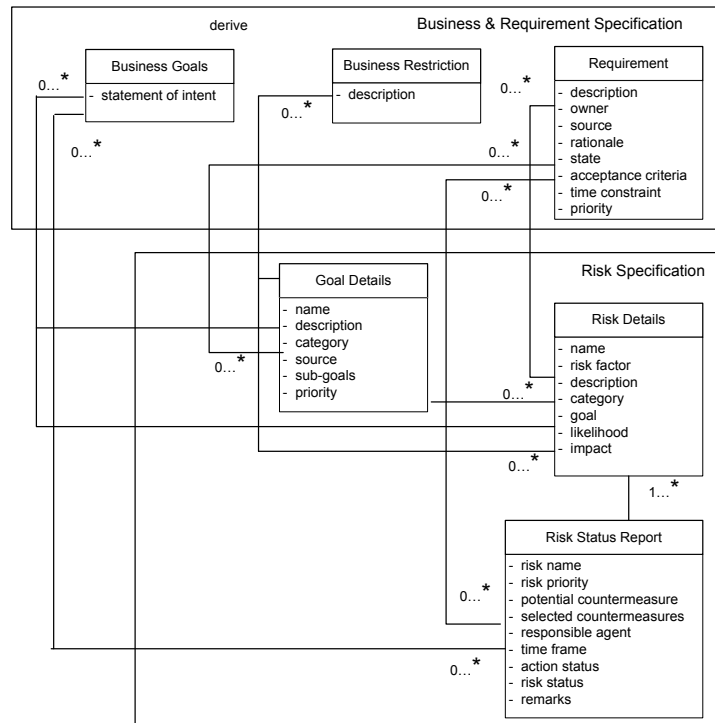 derive
Business & Requirement Specification
Business Goals
- statement of intent
0...*
0...*
Business Restriction
- description
0...*
Requirement
- description
- owner
- source
- rationale
- state
- acceptance criteria
- time constraint
- priority
0...*
0...*
0...*
Risk Specification
Goal Details
- name
- description
- category
- source
- sub-goals
- priority
0...*
Risk Details
- name
- risk factor
- description
- category
- goal
- likelihood
- impact
0...*
0...*
1...*
Risk Status Report
- risk name
- risk priority
- potential countermeasure
- selected countermeasures
- responsible agent
- time frame
- action status
- risk status
- remarks
0...*
0...*